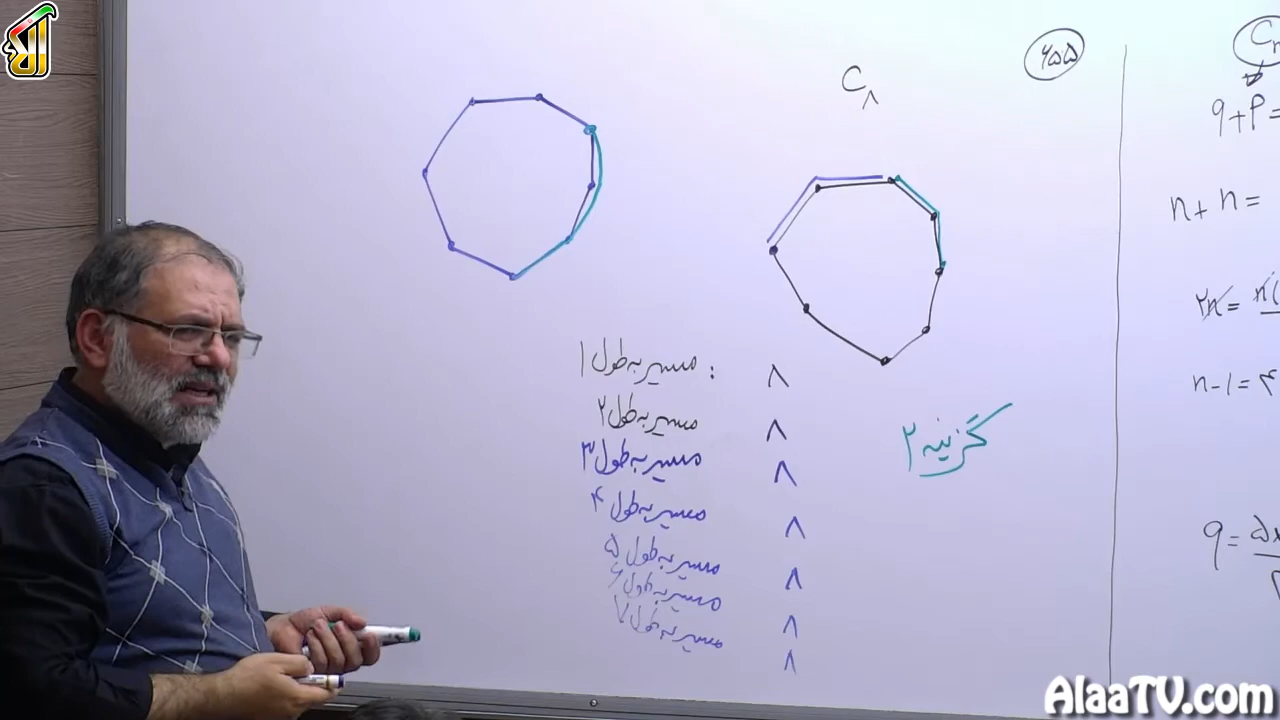 ۶۵۵
C۸
مسیر به طول ۱ : ۸
مسیر به طول ۲ ۸
مسیر به طول ۳ ۸
مسیر به طول ۴ ۸
مسیر به طول ۵ ۸
مسیر به طول ۶ ۸
مسیر به طول ۷ ۸
گزینه ۲
q+p=
n+n=
۲n=
n-1=۴
q=
AlaaTV.com